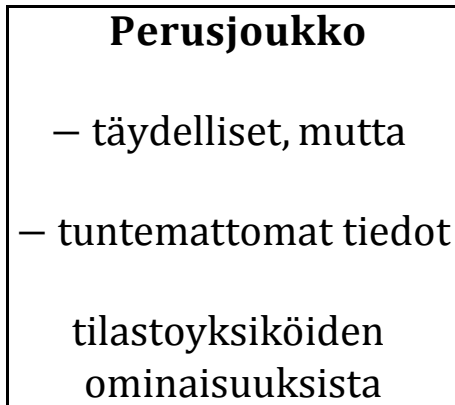 Perusjoukko
− täydelliset, mutta
− tuntemattomat tiedot
tilastoyksiköiden
ominaisuuksista